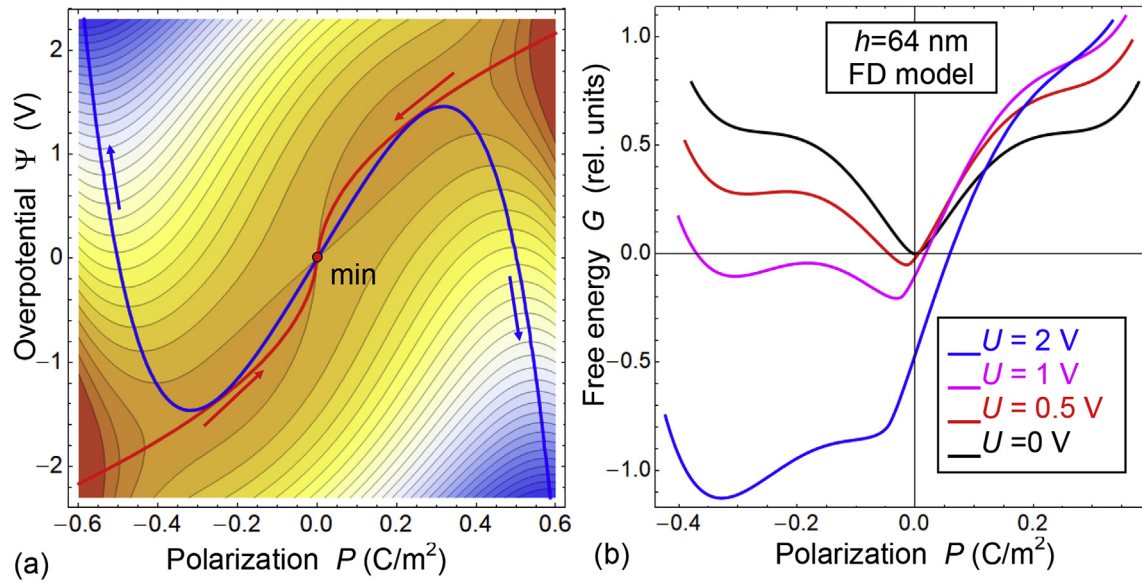 Overpotential Ψ (V)
2
1
0
−1
−2
min
−0.6 −0.4 −0.2 0.0 0.2 0.4 0.6
(a) Polarization P (C/m²)
Free energy G (rel. units)
1.0
0.5
0.0
−0.5
−1.0
h=64 nm
FD model
U = 2 V
U = 1 V
U = 0.5 V
U =0 V
−0.4 −0.2 0.0 0.2
(b) Polarization P (C/m²)